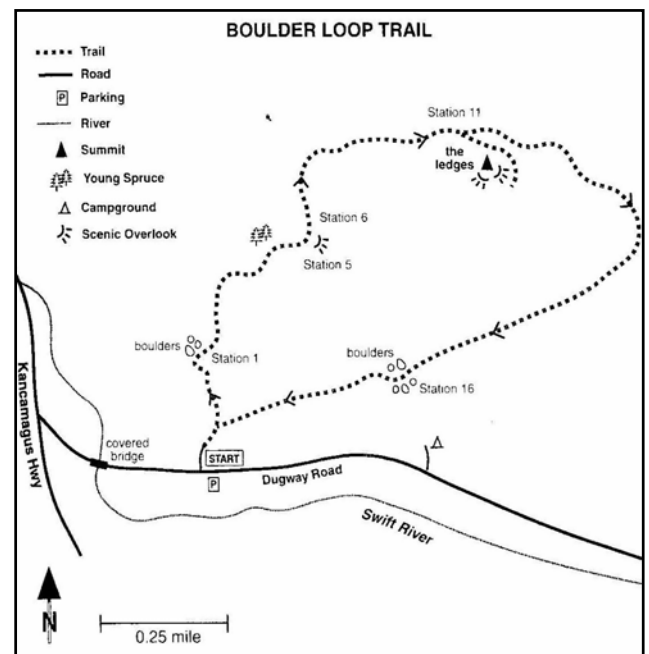 BOULDER LOOP TRAIL
Trail
Road
P Parking
River
Summit
Young Spruce
Campground
Scenic Overlook
Station 11
the
ledges
Station 6
Station 5
boulders
Station 1
boulders
Station 16
Kancamagus Hwy
covered
bridge
START
P
Dugway Road
Swift River
N
0.25 mile